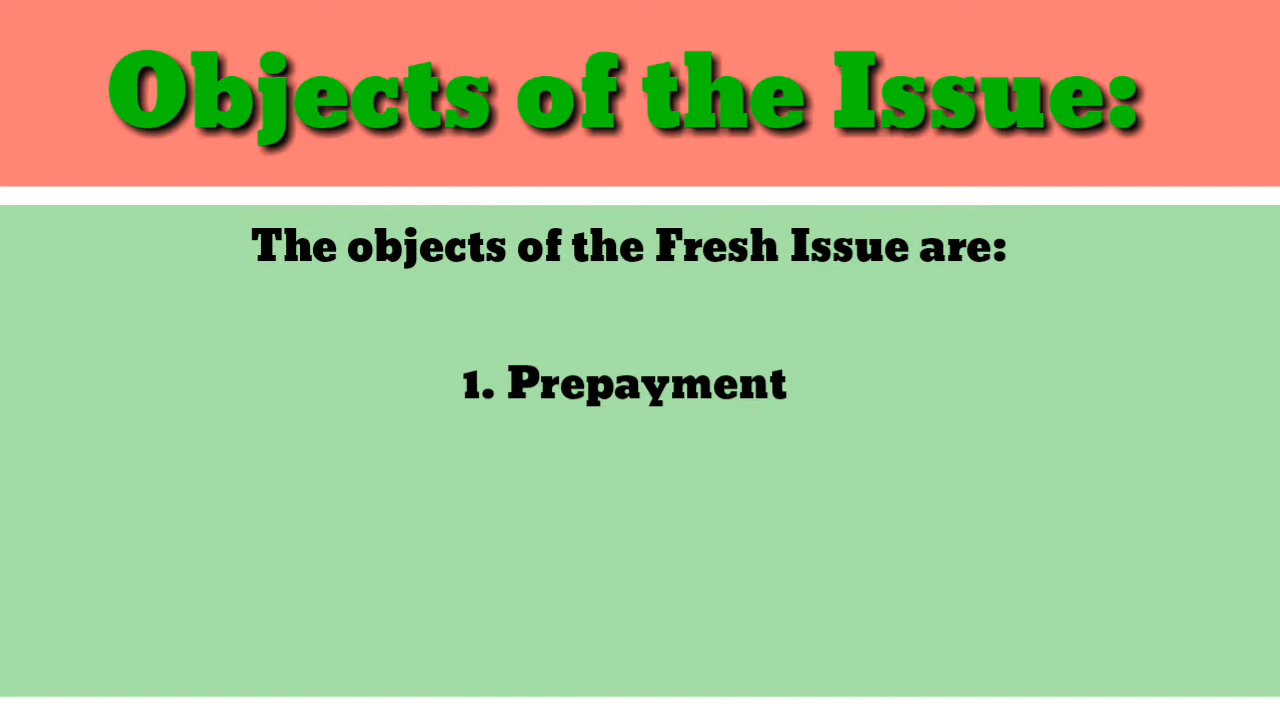 Objects of the Issue:
The objects of the Fresh Issue are:
1. Prepayment